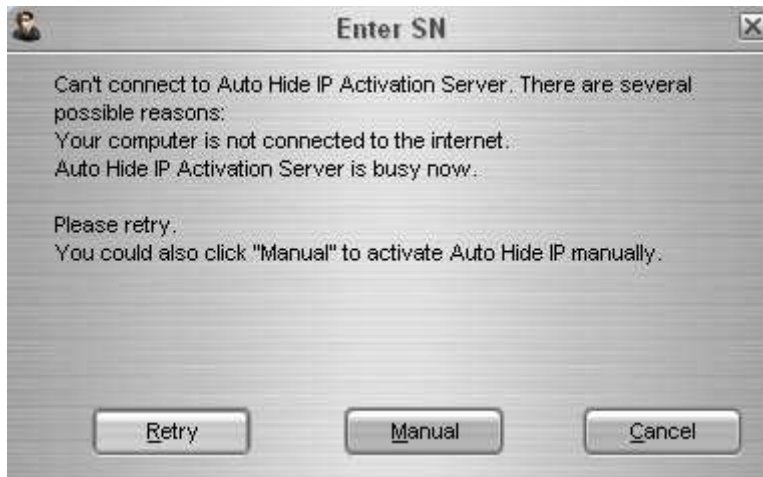 Enter SN
Can't connect to Auto Hide IP Activation Server. There are several
possible reasons:
Your computer is not connected to the internet.
Auto Hide IP Activation Server is busy now.
Please retry.
You could also click "Manual" to activate Auto Hide IP manually.
Retry Manual Cancel